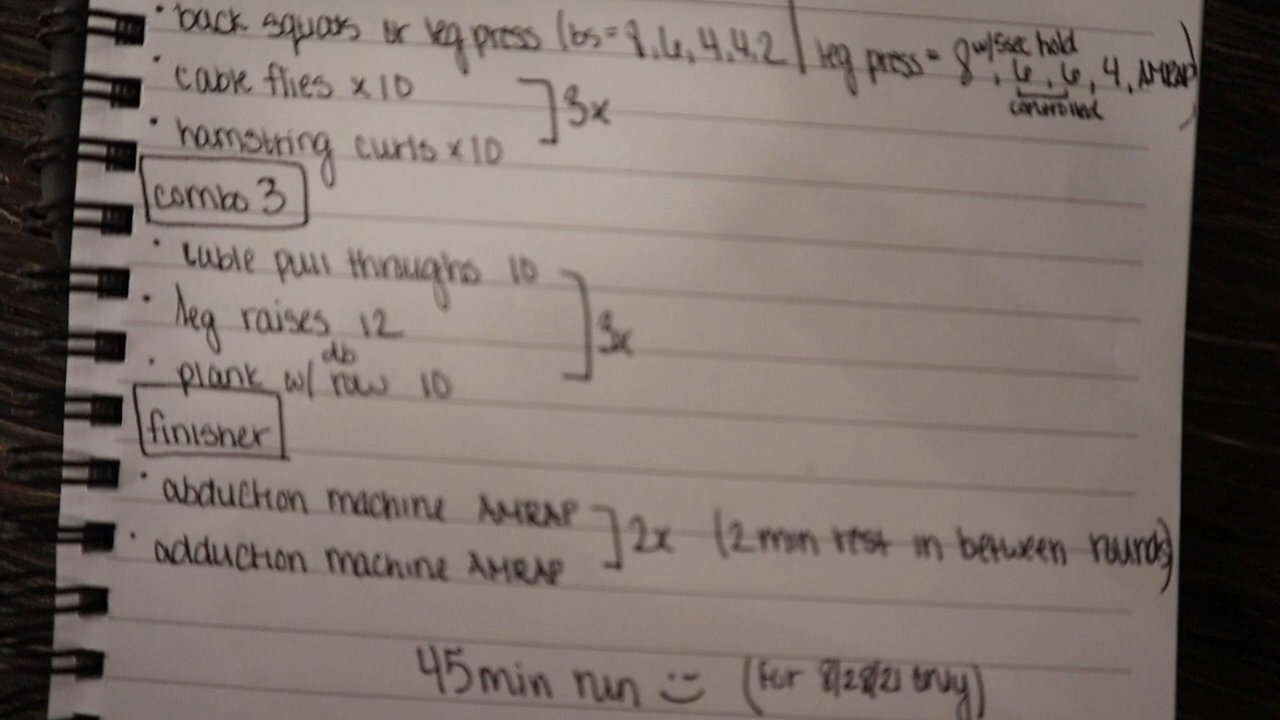 • back squats or leg press (bs = 8, 6, 4, 4, 2 | leg press = 8 w/5sec hold, 6, 6, 4, AMRAP)
controlled
• cable flies x 10
• hamstring curls x 10 ] 3x
combo 3
• cable pull throughs 10
• leg raises 12 ] 3x
• plank w/ db row 10
finisher
• abduction machine AMRAP
• adduction machine AMRAP ] 2x (2 min rest in between rounds)
45 min run :) (for 8/28/21 only)